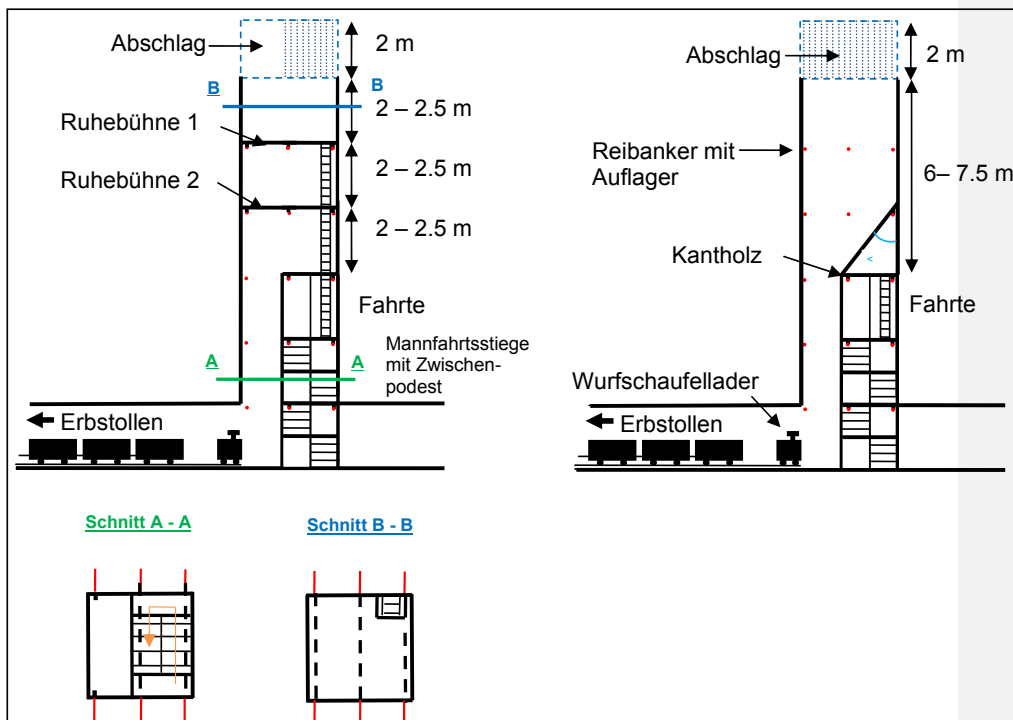 Abschlag
2 m
B
B
2 – 2.5 m
Ruhebühne 1
2 – 2.5 m
Ruhebühne 2
2 – 2.5 m
Fahrte
A
A
Mannfahrtsstiege
mit Zwischen-
podest
Erbstollen
Abschlag
2 m
Reibanker mit
Auflager
6– 7.5 m
Kantholz
<
Fahrte
Wurfschaufellader
Erbstollen
Schnitt A - A
Schnitt B - B